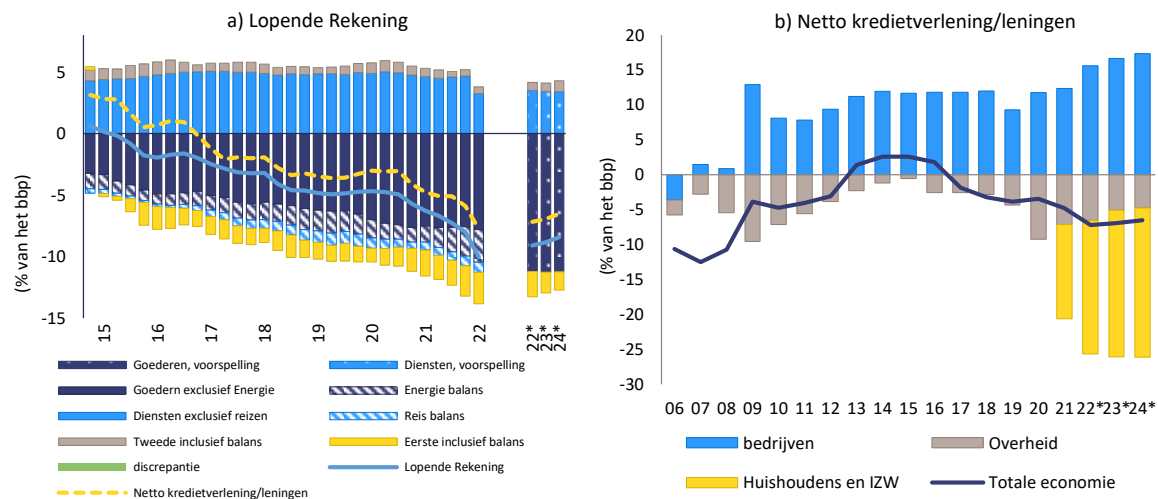 a) Lopende Rekening
(% van het bbp)
10
5
0
-5
-10
-15
15
16
17
18
19
20
21
22
22*
23*
24*
Goederen, voorspelling
Diensten, voorspelling
Goedern exclusief Energie
Energie balans
Diensten exclusief reizen
Reis balans
Tweede inclusief balans
Eerste inclusief balans
discrepantie
Lopende Rekening
Netto kredietverlening/leningen
b) Netto kredietverlening/leningen economie
(% van het bbp)
20
15
10
5
0
-5
-10
-15
-20
-25
-30
06 07 08 09 10 11 12 13 14 15 16 17 18 19 20 21 22* 23* 24*
bedrijven
Overheid
Huishoudens en IZW
Totale economie